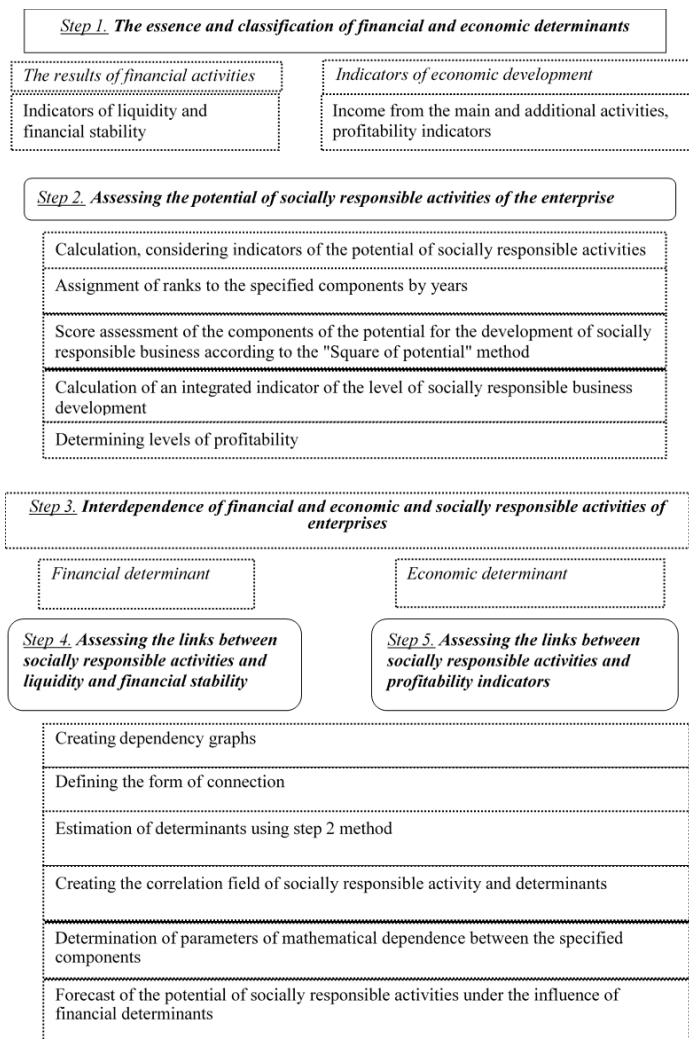 Step 1. The essence and classification of financial and economic determinants
The results of financial activities
Indicators of economic development
Indicators of liquidity and
financial stability
Income from the main and additional activities,
profitability indicators
Step 2. Assessing the potential of socially responsible activities of the enterprise
Calculation, considering indicators of the potential of socially responsible activities
Assignment of ranks to the specified components by years
Score assessment of the components of the potential for the development of socially
responsible business according to the "Square of potential" method
Calculation of an integrated indicator of the level of socially responsible business
development
Determining levels of profitability
Step 3. Interdependence of financial and economic and socially responsible activities of
enterprises
Financial determinant
Economic determinant
Step 4. Assessing the links between
socially responsible activities and
liquidity and financial stability
Step 5. Assessing the links between
socially responsible activities and
profitability indicators
Creating dependency graphs
Defining the form of connection
Estimation of determinants using step 2 method
Creating the correlation field of socially responsible activity and determinants
Determination of parameters of mathematical dependence between the specified
components
Forecast of the potential of socially responsible activities under the influence of
financial determinants